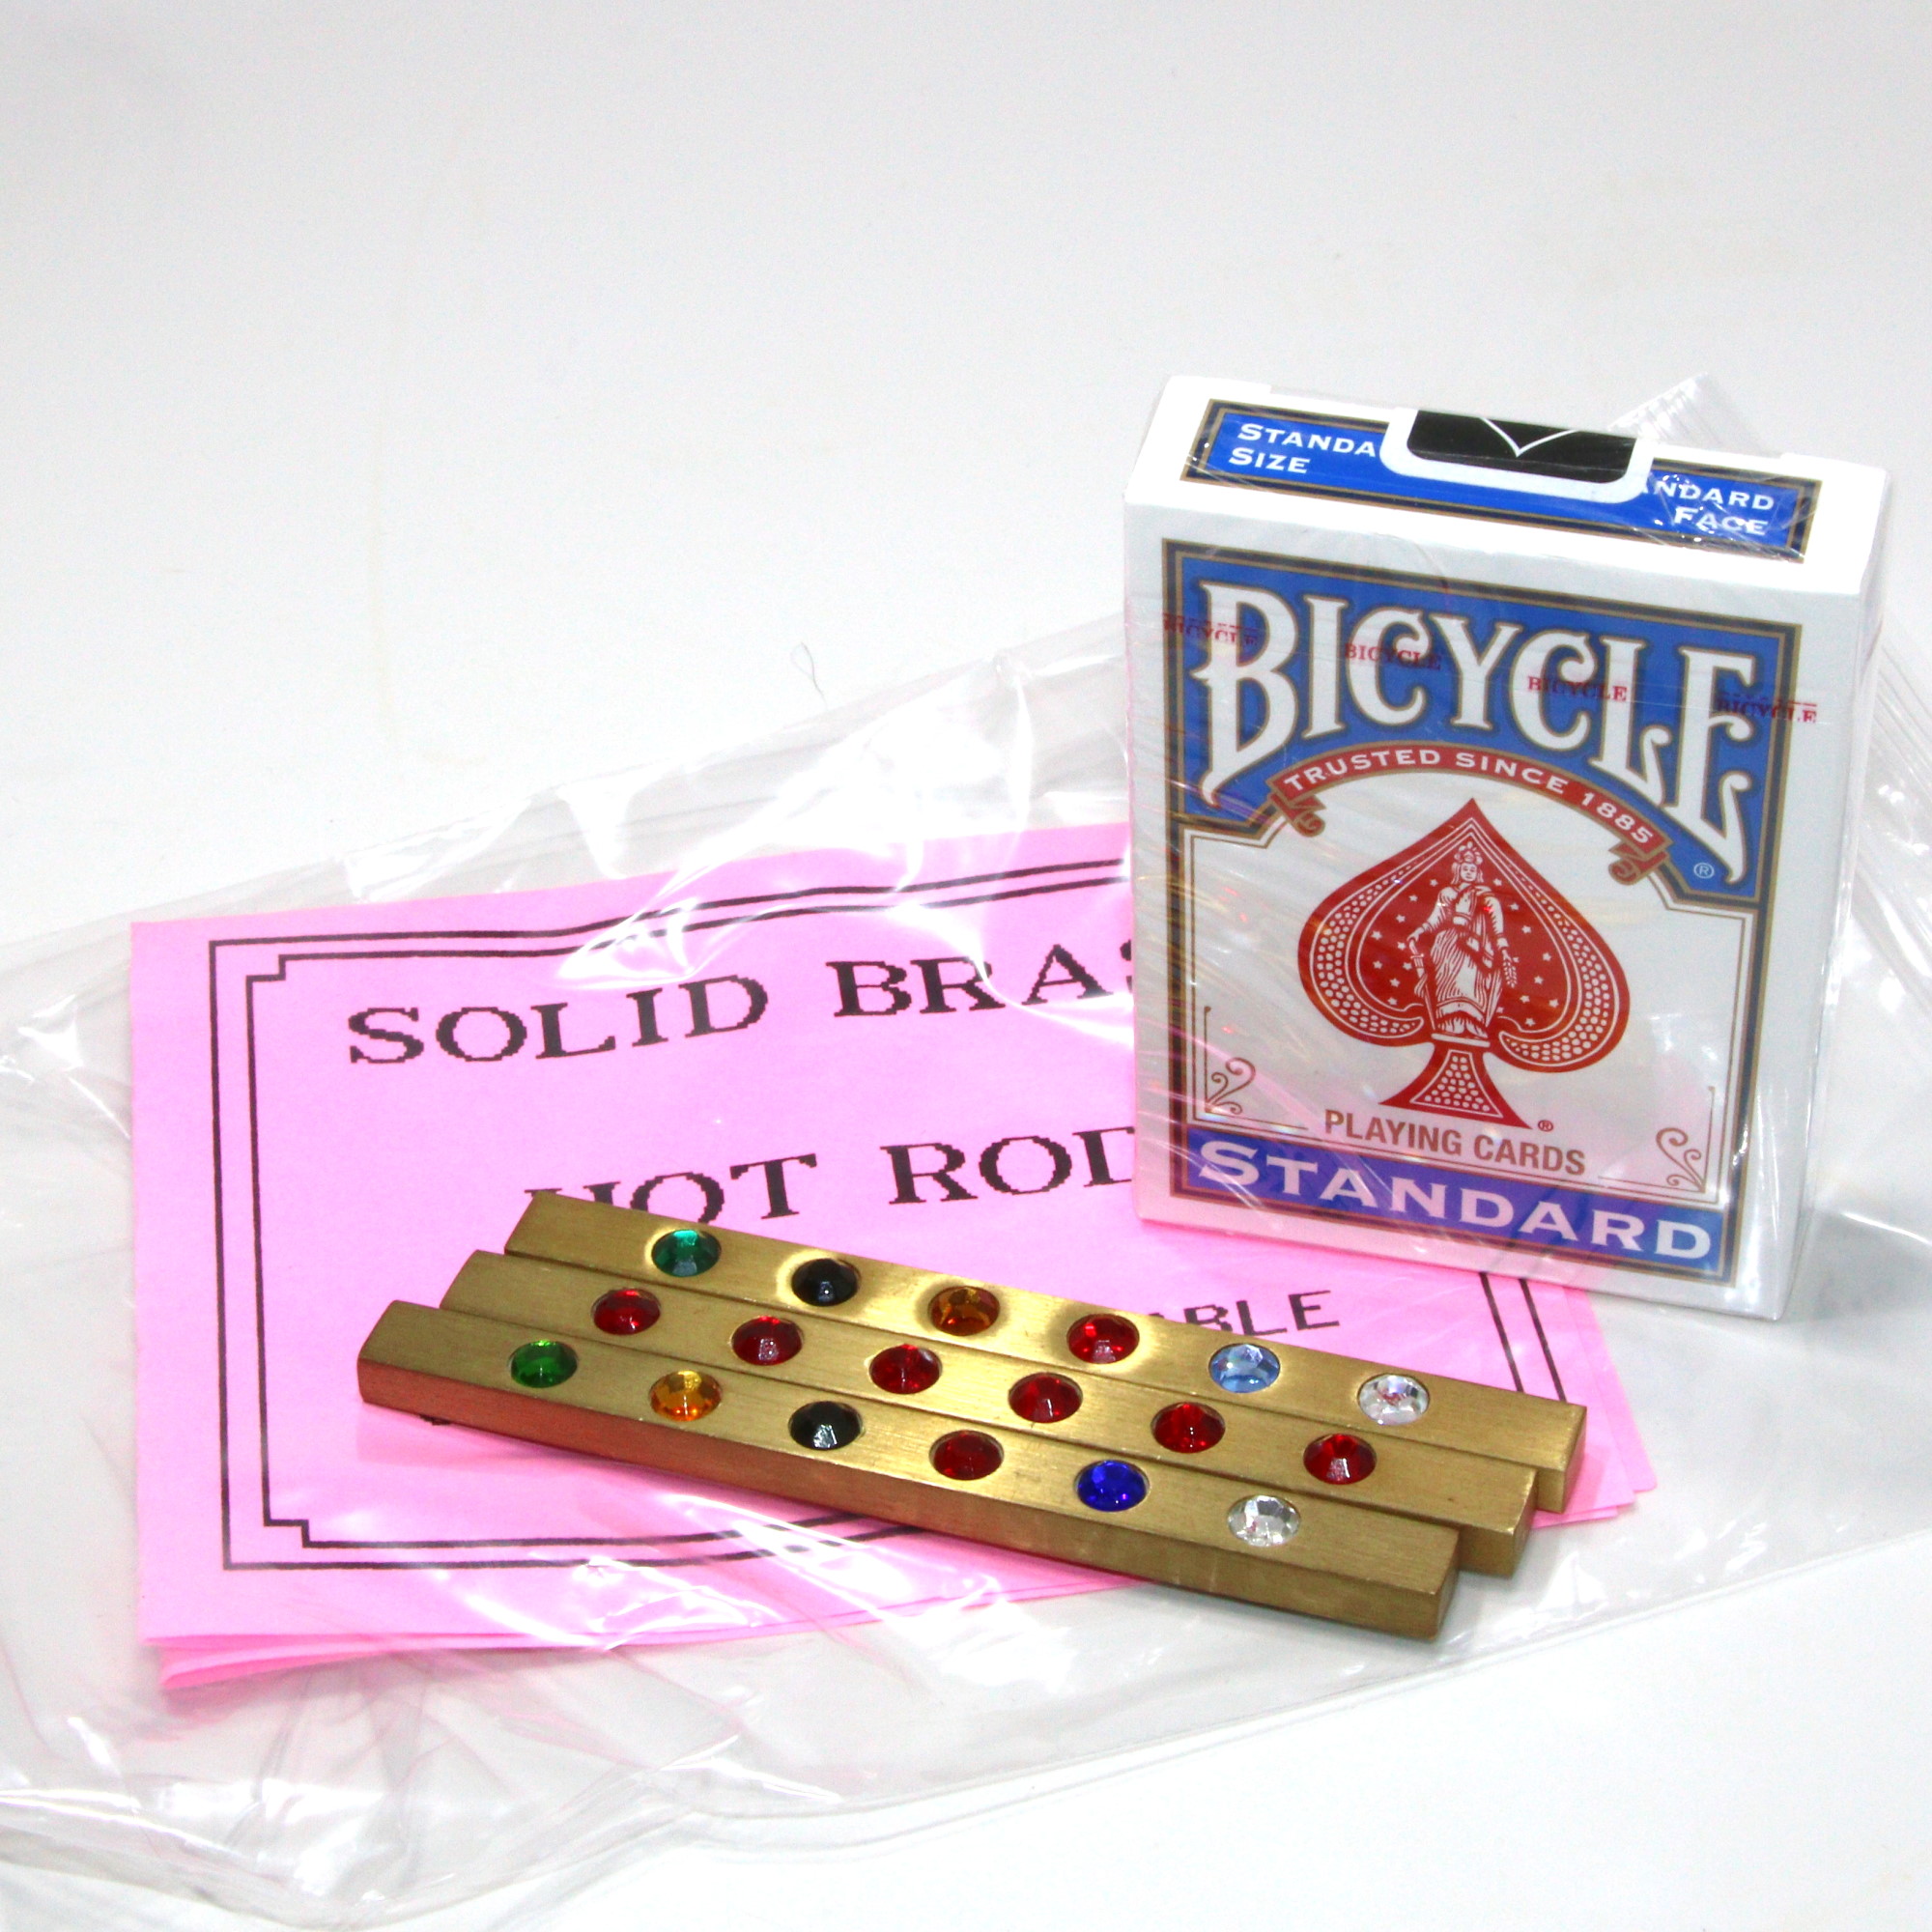 STANDA
SIZE
NDARD
FACE
BICYCLE
BICYCLE BICYCLE BICYCLE BICYCLE
TRUSTED SINCE 1885
®
®
PLAYING CARDS
STANDARD
SOLID BRAS
HOT ROD
ABLE